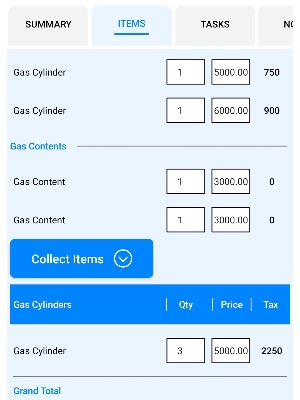 SUMMARY ITEMS TASKS
Gas Cylinder 1 5000.00 750
Gas Cylinder 1 6000.00 900
Gas Contents
Gas Content 1 3000.00 0
Gas Content 1 3000.00 0
Collect Items
Gas Cylinders Qty Price Tax
Gas Cylinder 3 5000.00 2250
Grand Total